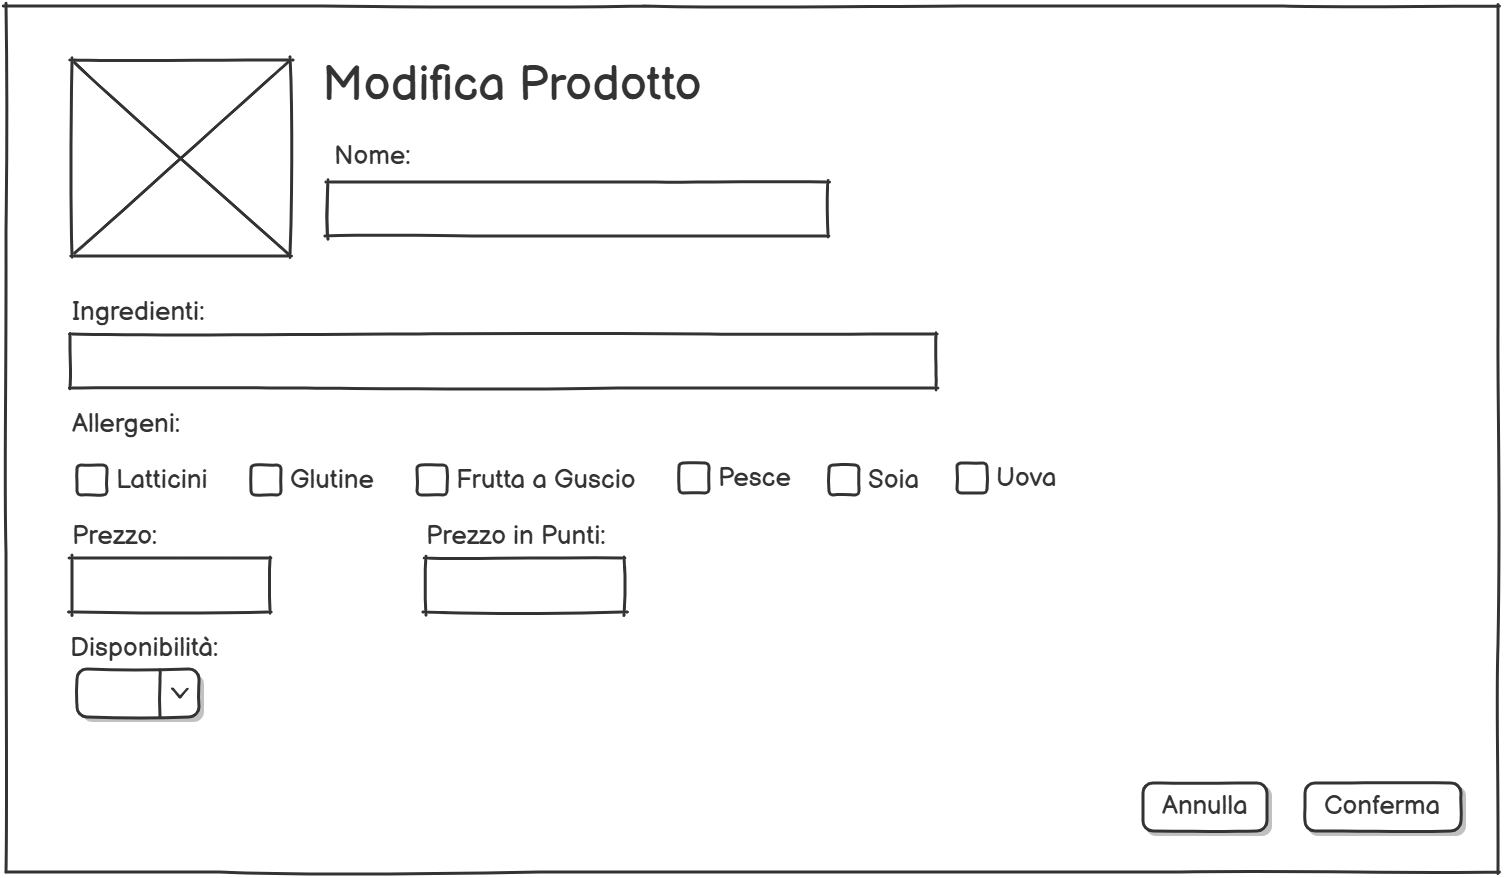 Modifica Prodotto
Nome:
Ingredienti:
Allergeni:
Latticini Glutine Frutta a Guscio Pesce Soia Uova
Prezzo: Prezzo in Punti:
Disponibilità:
Annulla Conferma